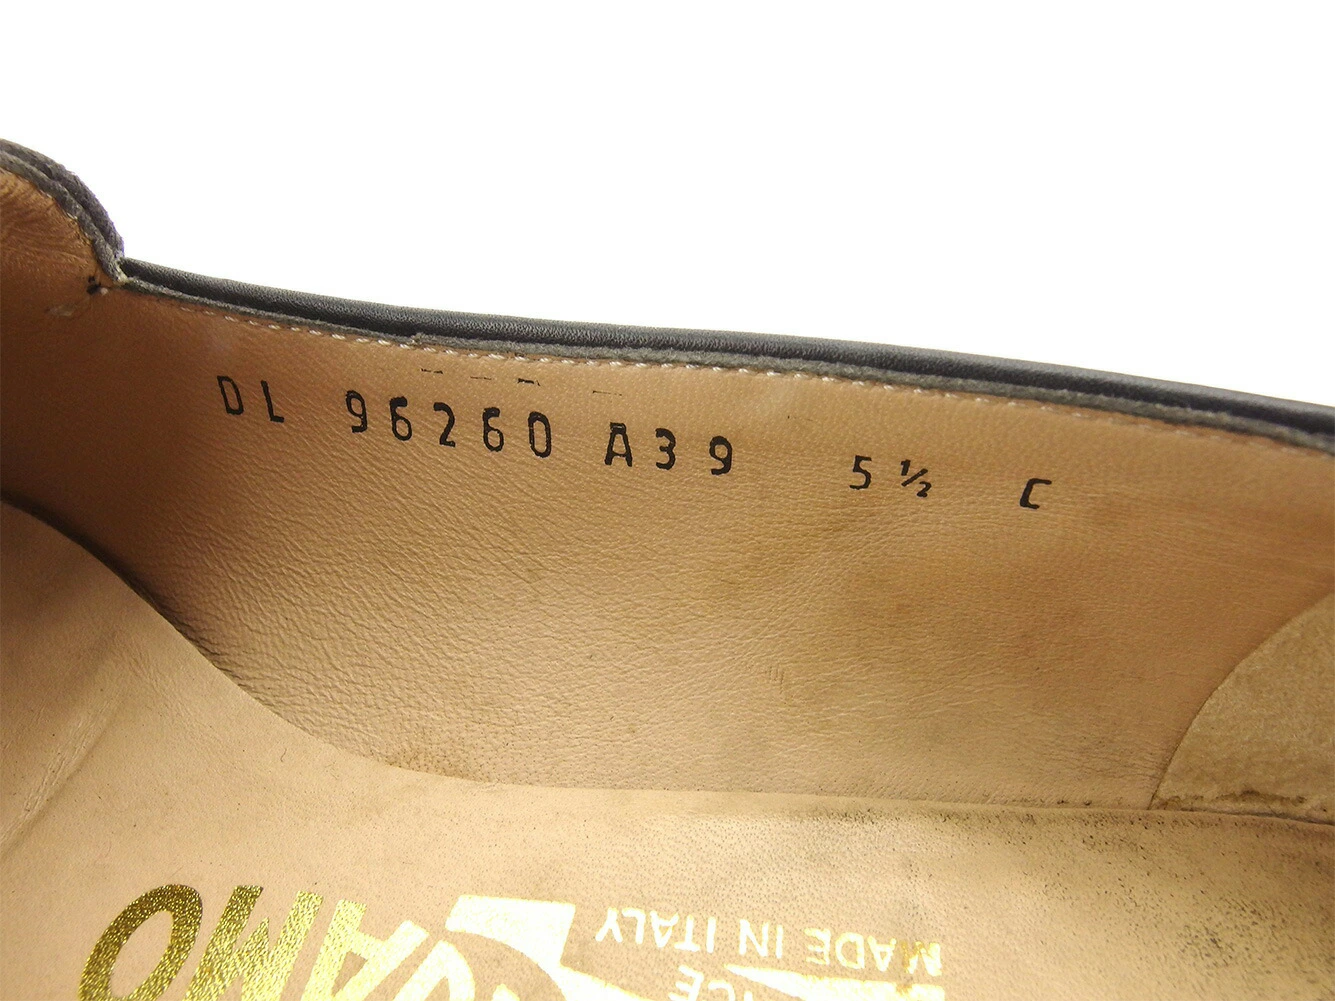 DL 96260 A39 5½ C
MADE IN ITALY